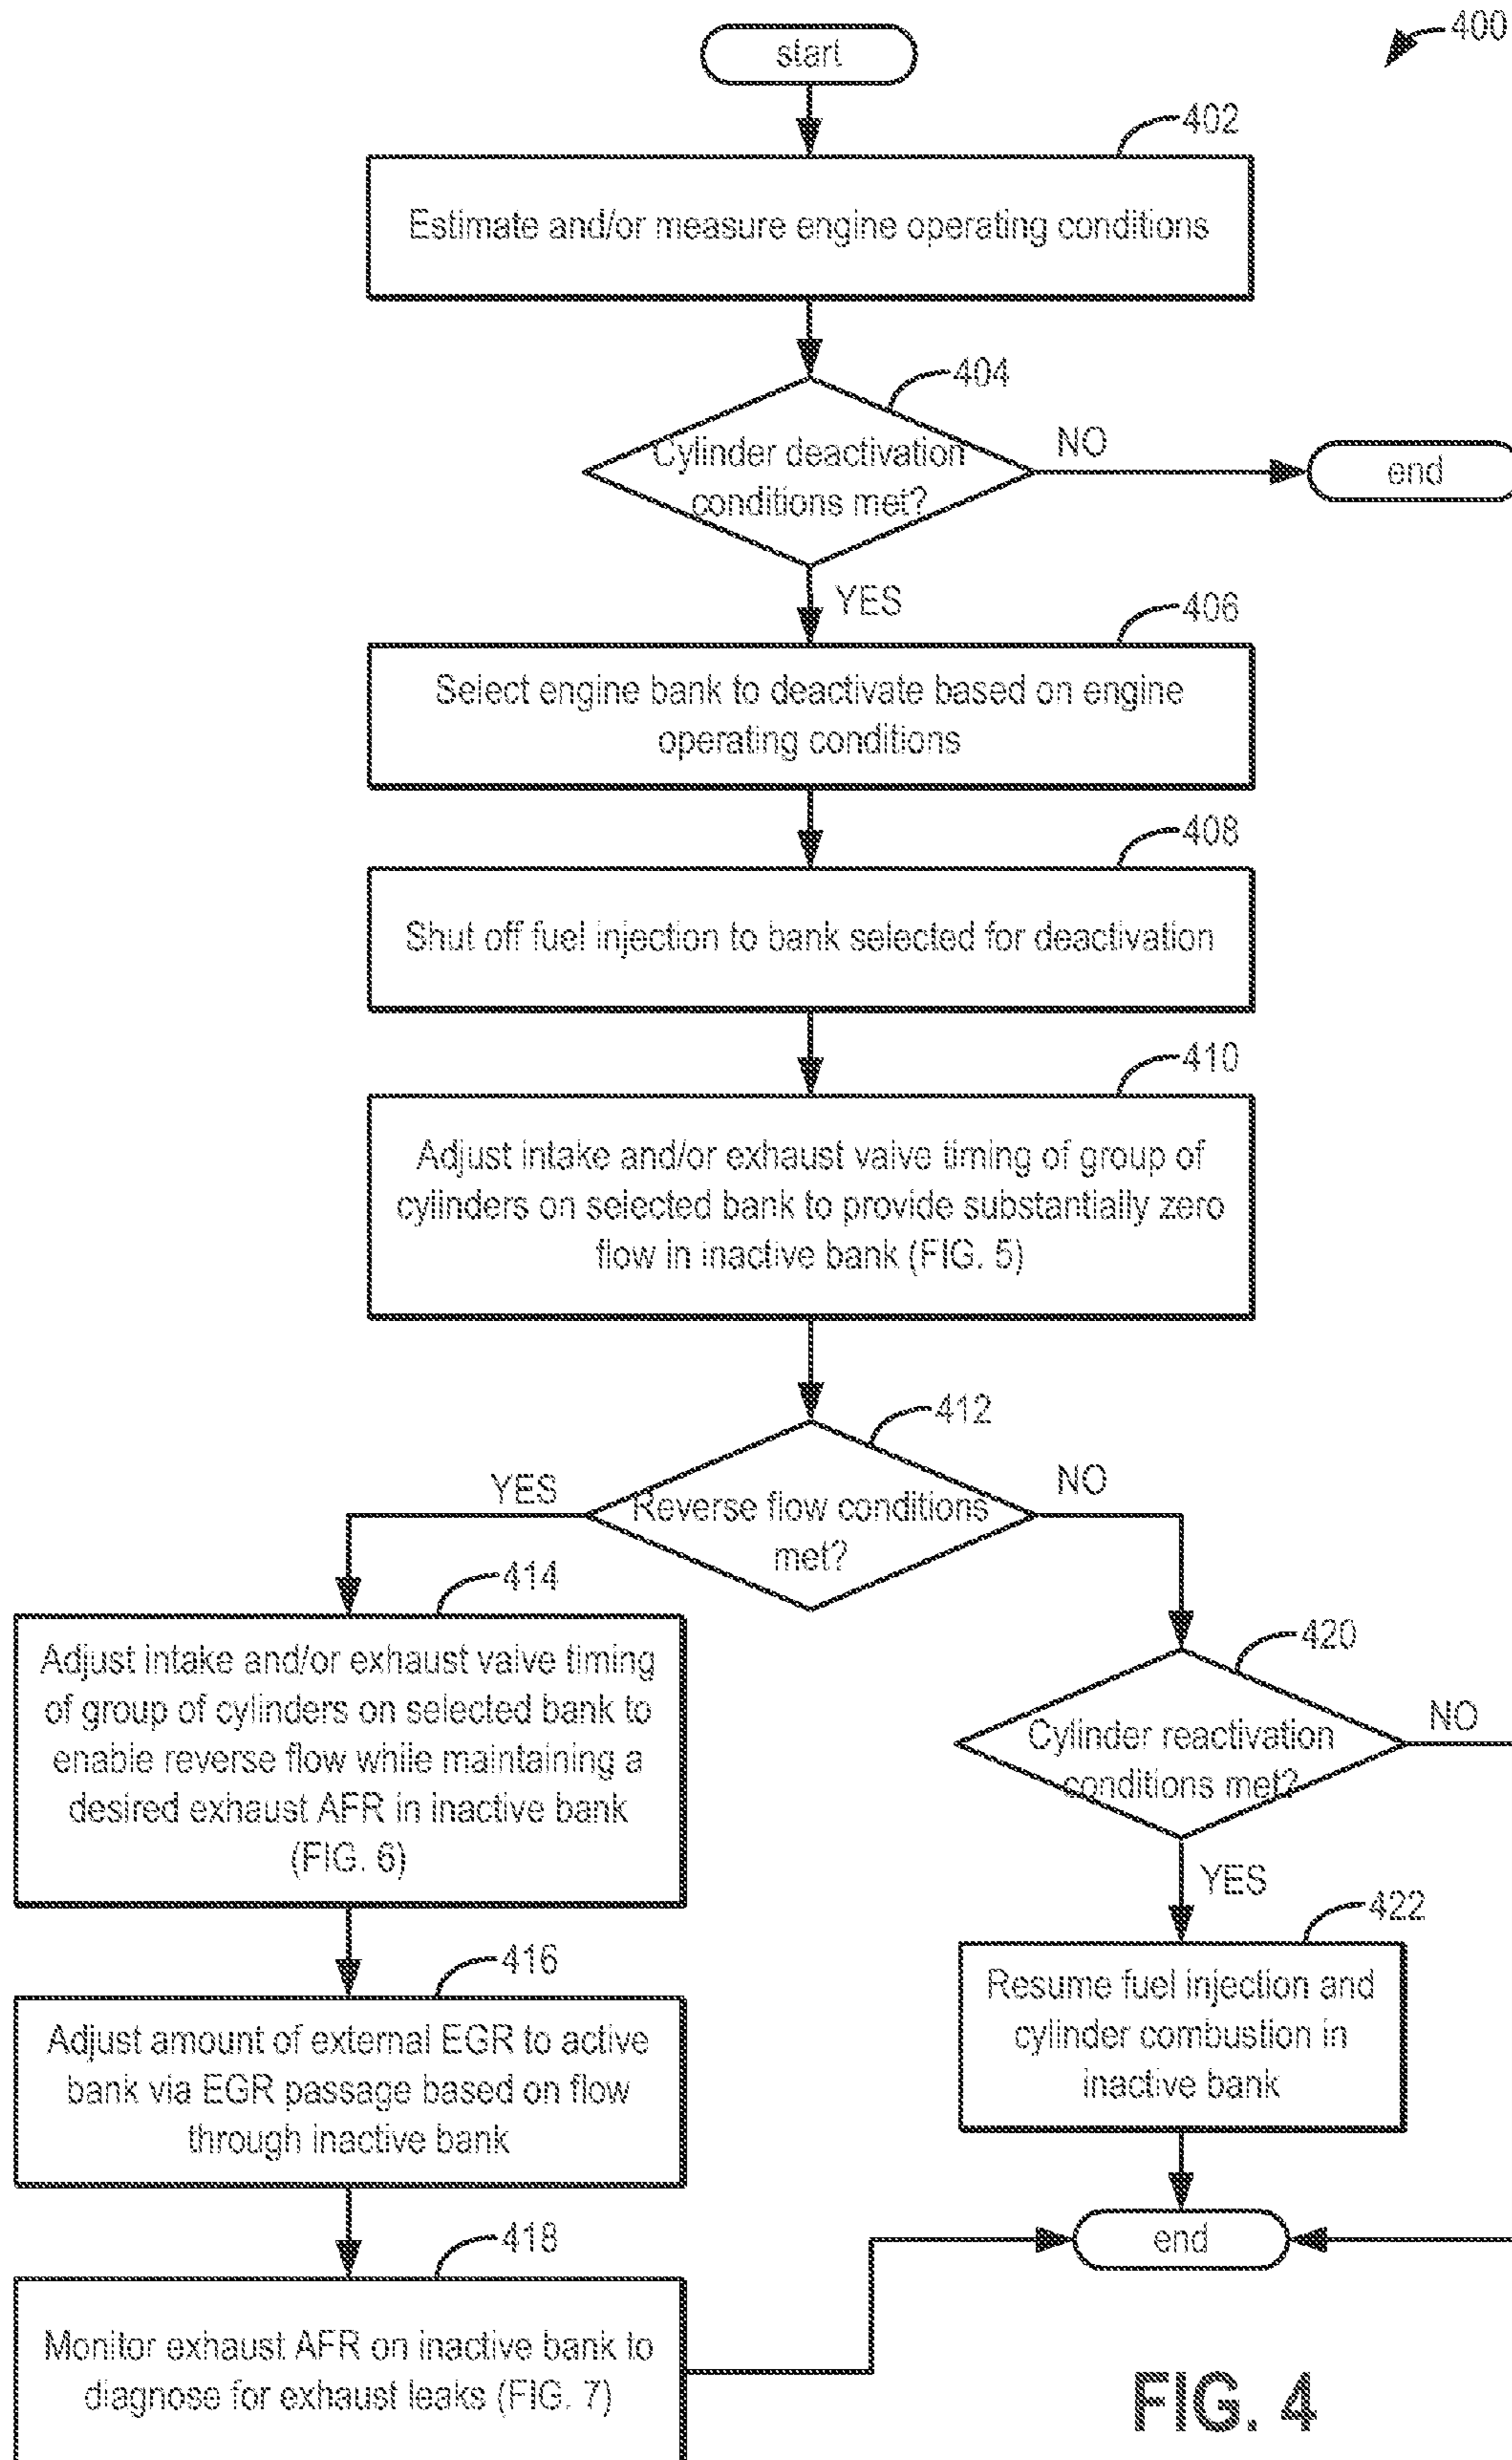 400
start
402
Estimate and/or measure engine operating conditions
404
Cylinder deactivation
conditions met?
NO
end
YES
406
Select engine bank to deactivate based on engine
operating conditions
408
Shut off fuel injection to bank selected for deactivation
410
Adjust intake and/or exhaust valve timing of group of
cylinders on selected bank to provide substantially zero
flow in inactive bank (FIG. 5)
412
YES
Reverse flow conditions
met?
NO
414
Adjust intake and/or exhaust valve timing
of group of cylinders on selected bank to
enable reverse flow while maintaining a
desired exhaust AFR in inactive bank
(FIG. 6)
420
Cylinder reactivation
conditions met?
NO
YES
416
Adjust amount of external EGR to active
bank via EGR passage based on flow
through inactive bank
422
Resume fuel injection and
cylinder combustion in
inactive bank
418
Monitor exhaust AFR on inactive bank to
diagnose for exhaust leaks (FIG. 7)
end
FIG. 4